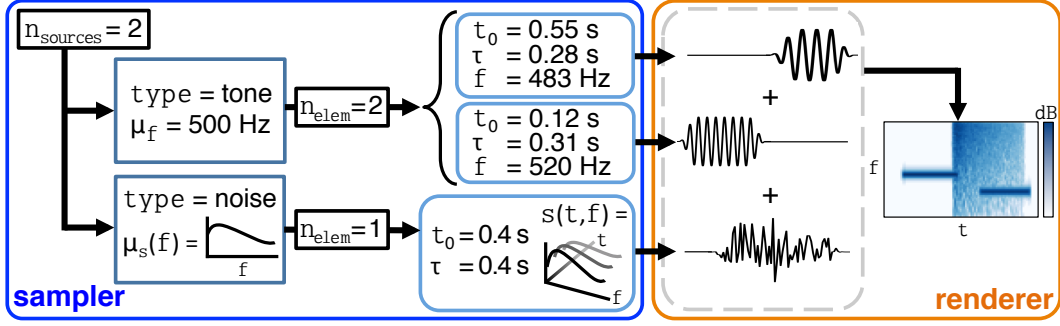 n_sources = 2
type = tone
μ_f = 500 Hz
n_elem = 2
t_0 = 0.55 s
τ = 0.28 s
f = 483 Hz
t_0 = 0.12 s
τ = 0.31 s
f = 520 Hz
type = noise
μ_s(f) =
f
n_elem = 1
t_0 = 0.4 s
τ = 0.4 s
s(t,f) =
t
f
sampler
+
+
dB
f
t
renderer